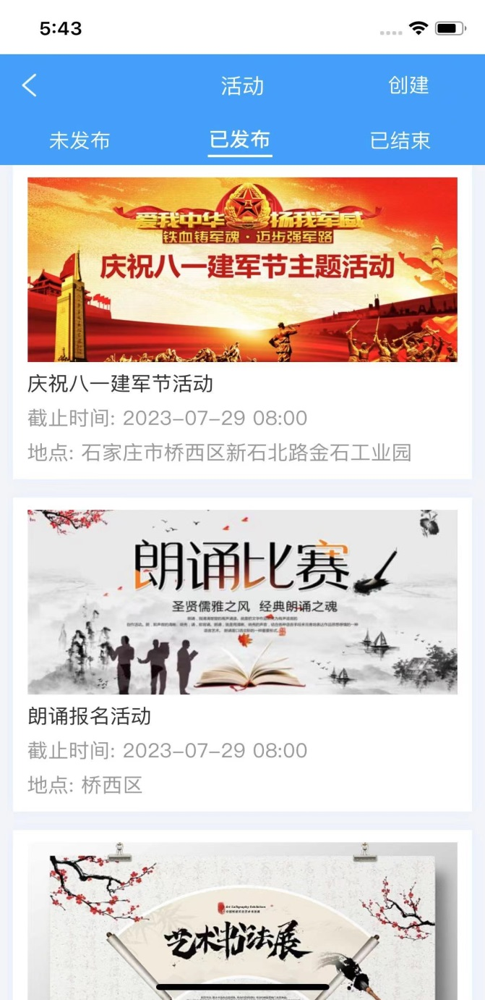 5:43
活动
创建
未发布
已发布
已结束
爱我中华 扬我军威
铁血铸军魂·迈步强军路
庆祝八一建军节主题活动
庆祝八一建军节活动
截止时间: 2023-07-29 08:00
地点: 石家庄市桥西区新石北路金石工业园
朗诵比赛
圣贤儒雅之风 经典朗诵之魂
朗诵报名活动
截止时间: 2023-07-29 08:00
地点: 桥西区
Art Calligraphy Exhibition
艺术书法展